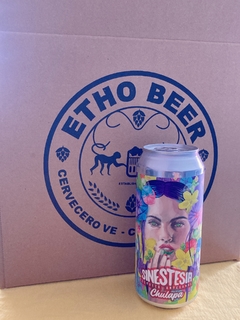 ETHO BEER
CERVECERO VE - C
SINESTESIA
Chulapa